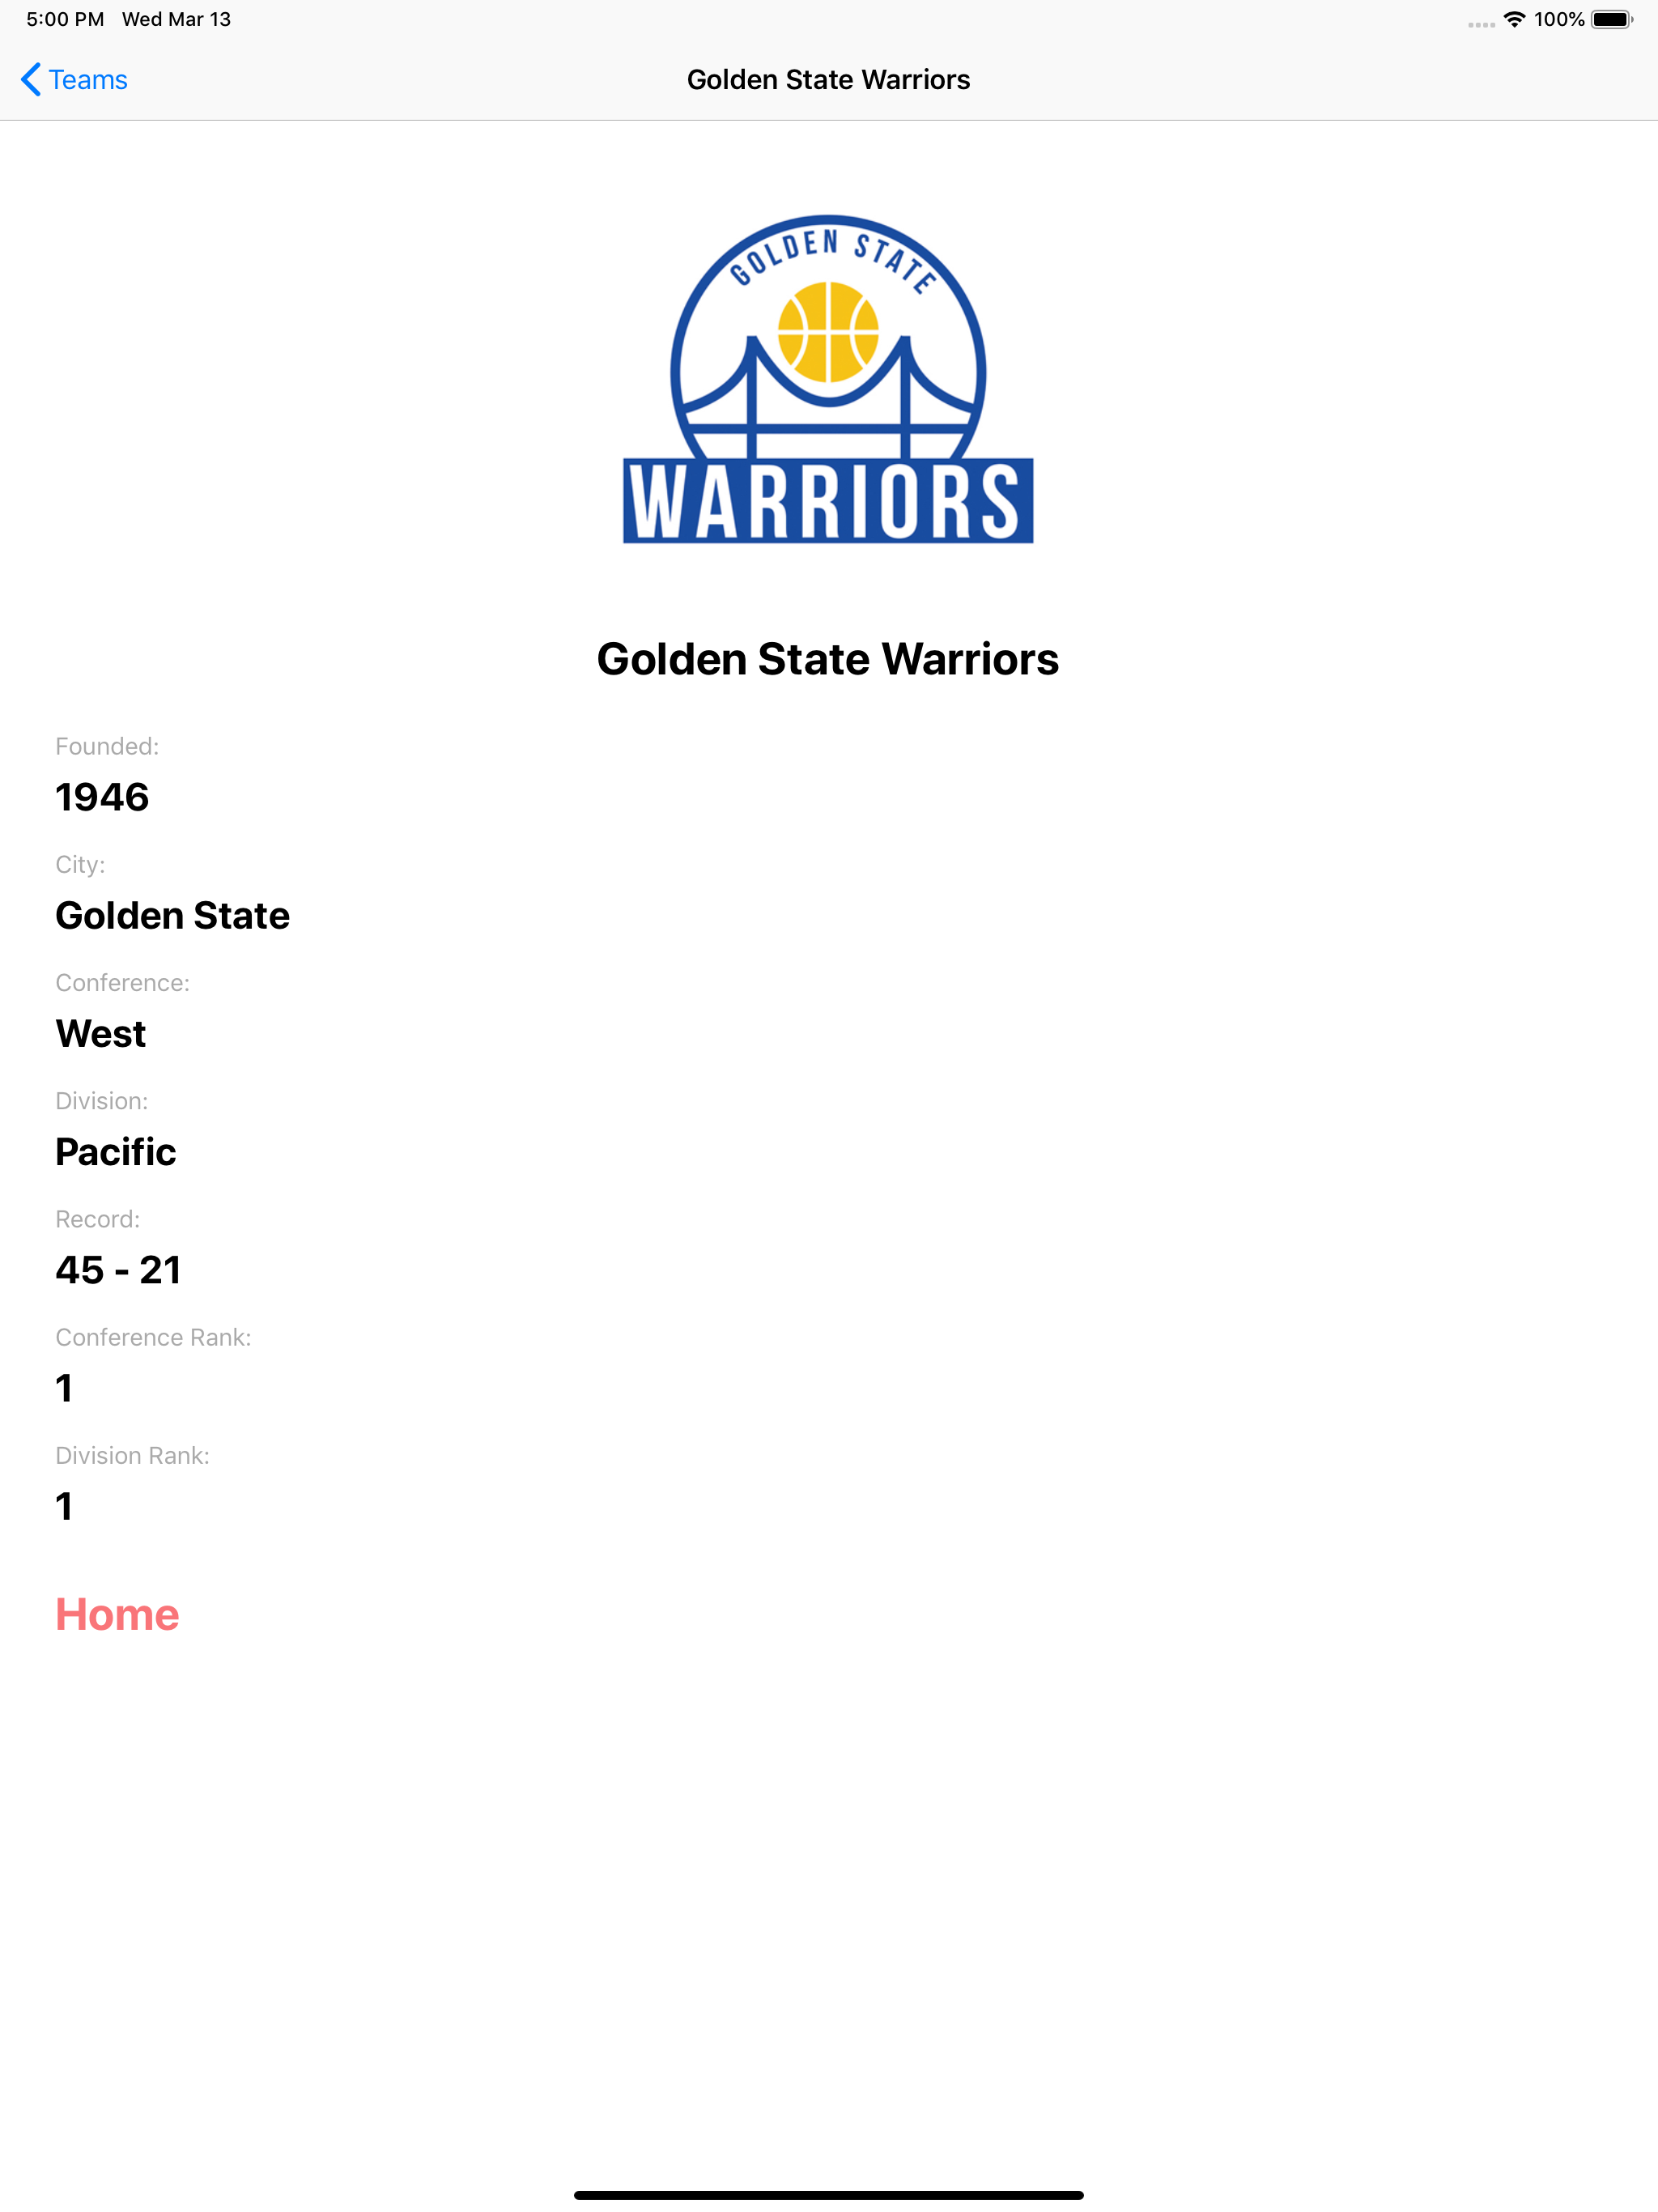 5:00 PM Wed Mar 13 100%
Teams Golden State Warriors
GOLDEN STATE
WARRIORS
Golden State Warriors
Founded:
1946
City:
Golden State
Conference:
West
Division:
Pacific
Record:
45 - 21
Conference Rank:
1
Division Rank:
1
Home